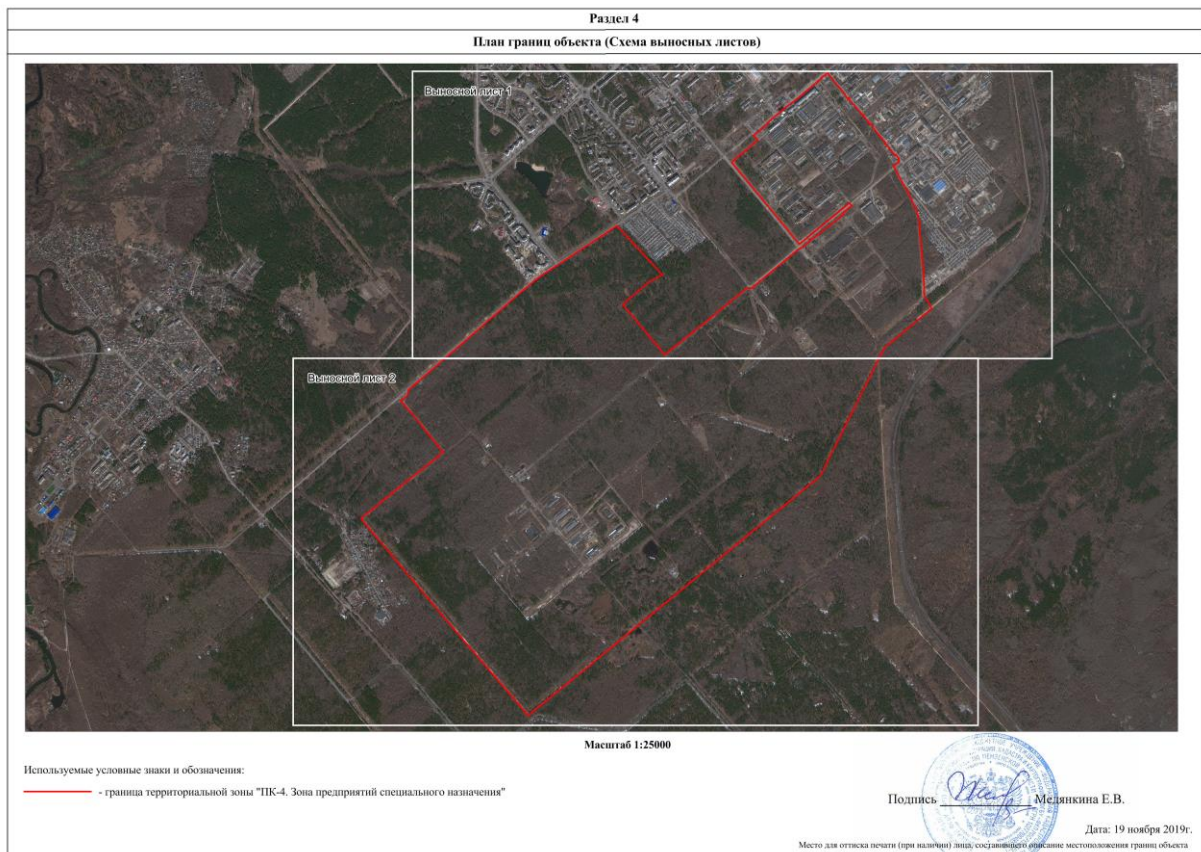 Раздел 4
План границ объекта (Схема выносных листов)
Выносной лист 1
Выносной лист 2
Масштаб 1:25000
Используемые условные знаки и обозначения:
- граница территориальной зоны "ПК-4. Зона предприятий специального назначения"
Подпись Медянкина Е.В.
Дата: 19 ноября 2019г.
Место для оттиска печати (при наличии) лица, составившего описание местоположения границ объекта